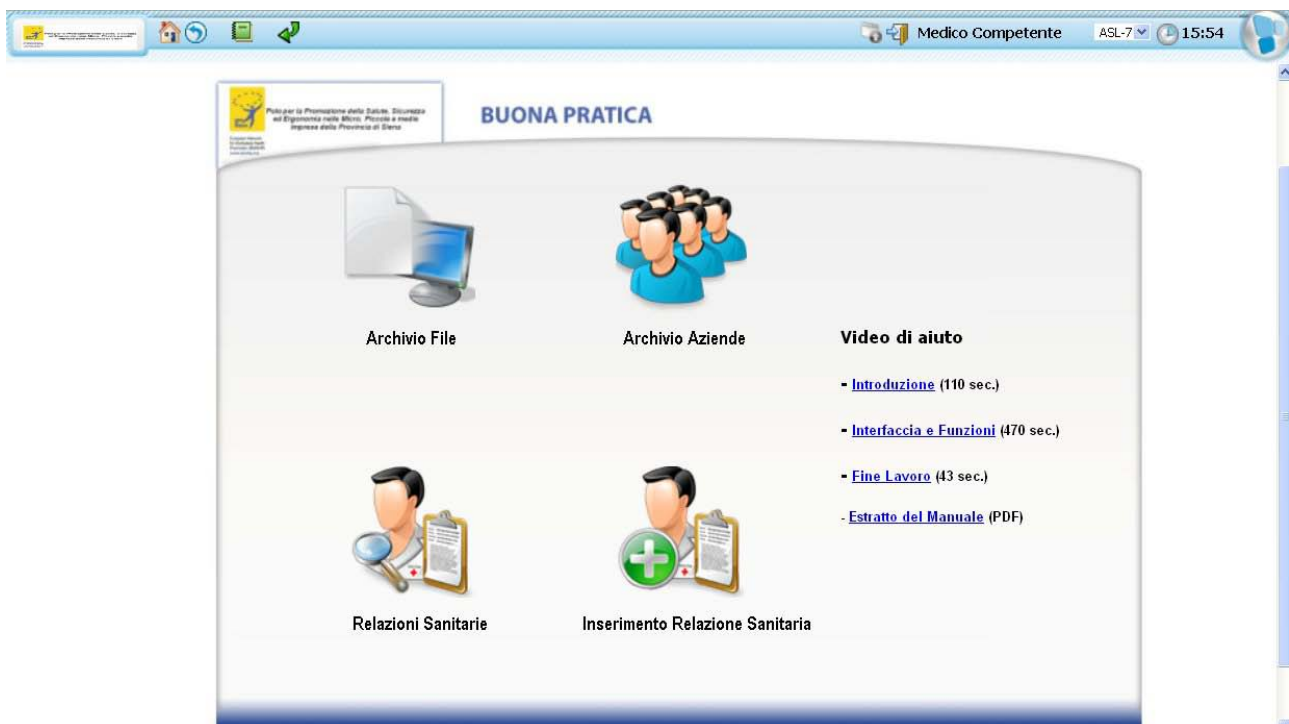 Medico Competente
ASL-7
15:54
Polo per la Promozione della Salute, Sicurezza
ed Ergonomia nelle Micro, Piccole e medie
imprese della Provincia di Siena
BUONA PRATICA
Archivio File
Archivio Aziende
Video di aiuto
- Introduzione (110 sec.)
- Interfaccia e Funzioni (470 sec.)
- Fine Lavoro (43 sec.)
- Estratto del Manuale (PDF)
Relazioni Sanitarie
Inserimento Relazione Sanitaria